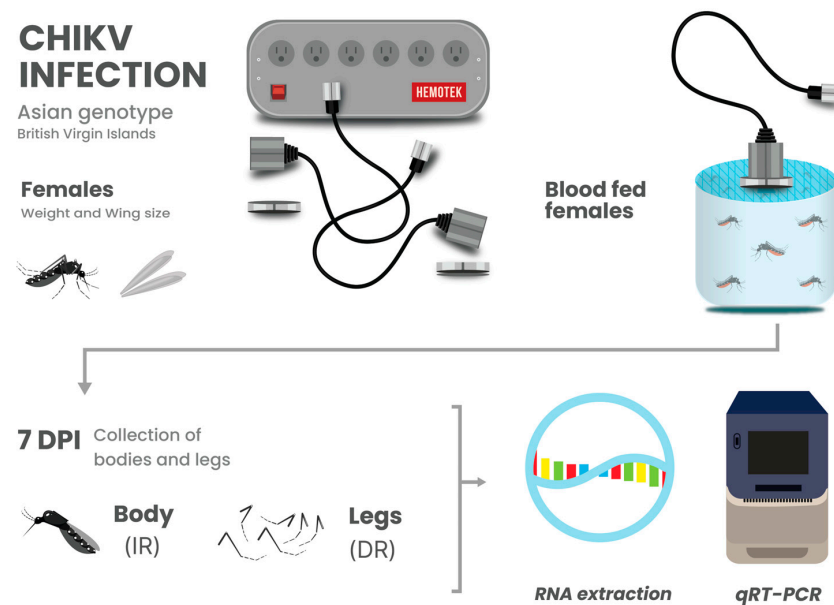 CHIKV
INFECTION
Asian genotype
British Virgin Islands
HEMOTEK
Females
Weight and Wing size
Blood fed
females
7 DPI
Collection of
bodies and legs
Body
(IR)
Legs
(DR)
RNA extraction
qRT-PCR